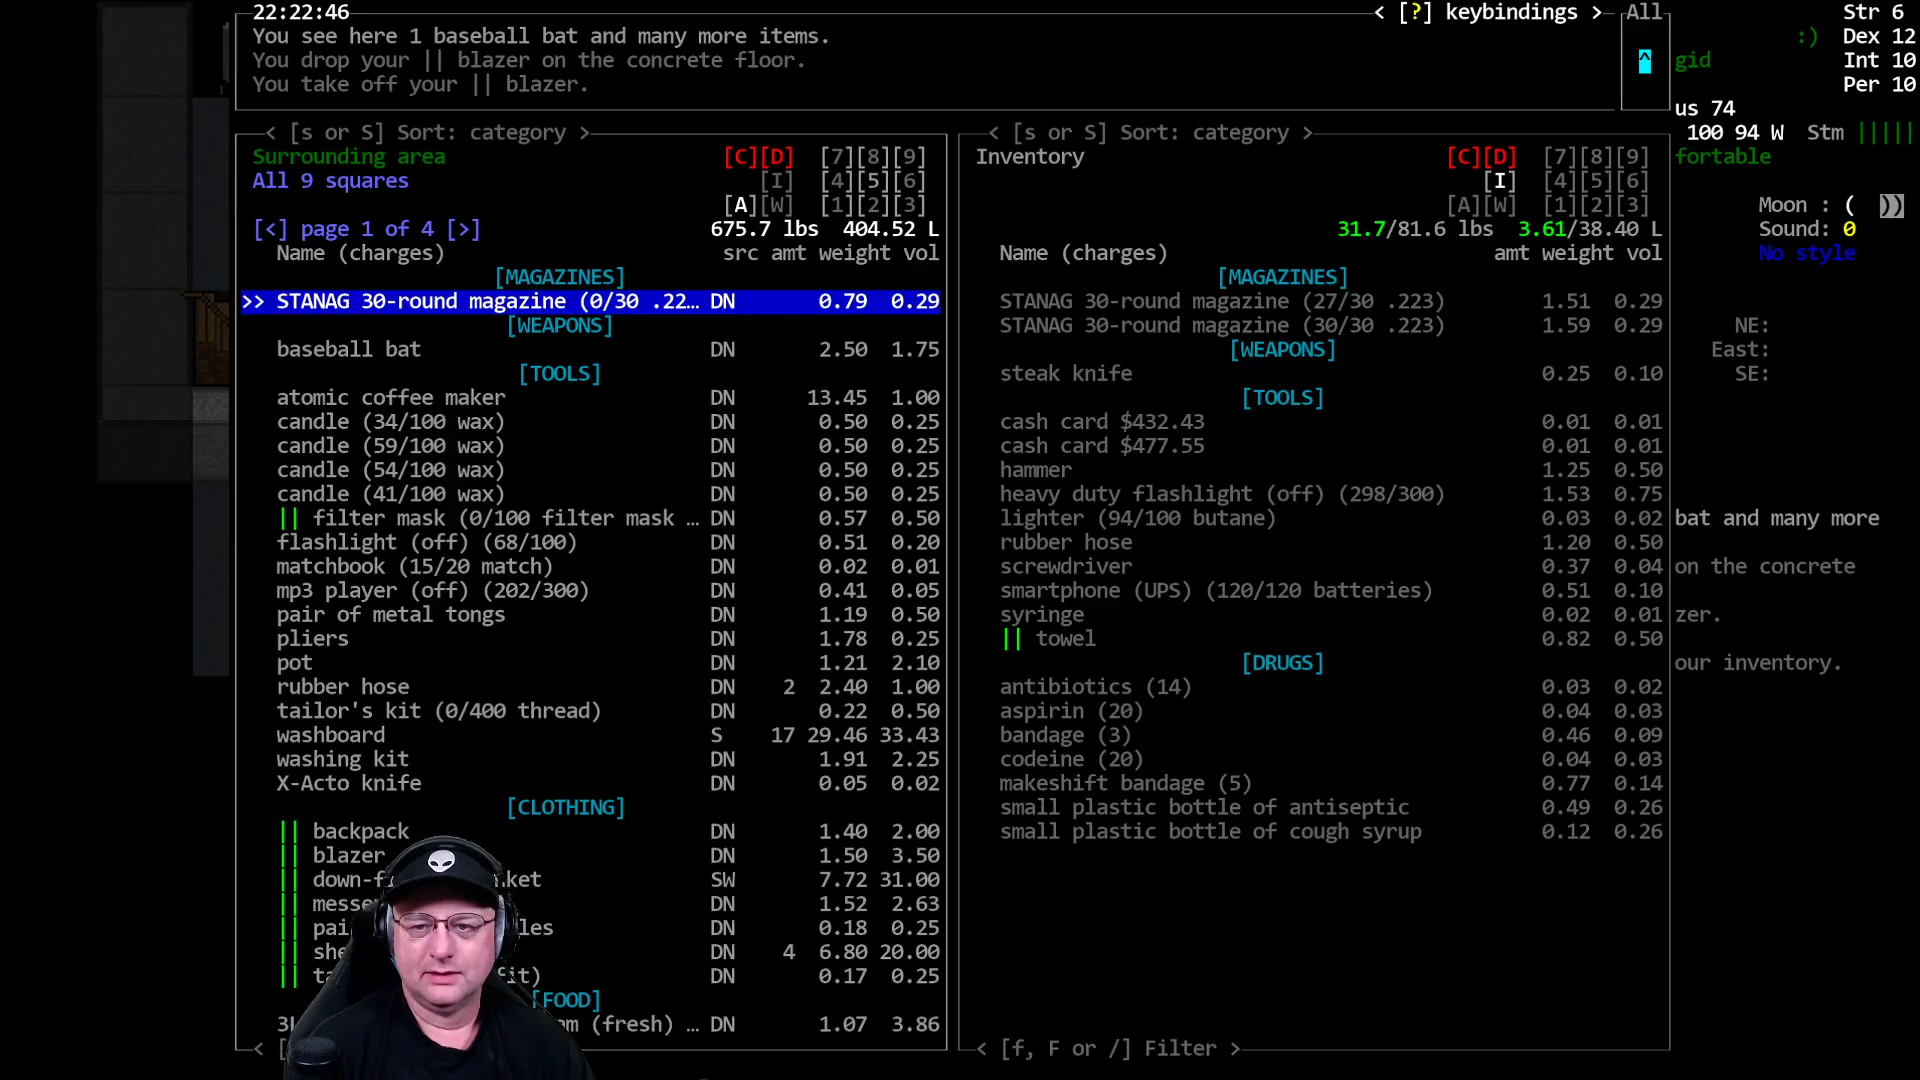 22:22:46
< [?] keybindings >
All
Str 6
You see here 1 baseball bat and many more items.
:)
Dex 12
You drop your || blazer on the concrete floor.
^
gid
Int 10
You take off your || blazer.
Per 10
us 74
< [s or S] Sort: category >
< [s or S] Sort: category >
100 94 W Stm |||||
Surrounding area
[C][D] [7][8][9]
Inventory
[C][D] [7][8][9]
fortable
All 9 squares
[I] [4][5][6]
[I] [4][5][6]
[A][W] [1][2][3]
[A][W] [1][2][3]
Moon : ( ))
[<] page 1 of 4 [>]
675.7 lbs 404.52 L
31.7/81.6 lbs 3.61/38.40 L
Sound: 0
Name (charges) src amt weight vol
Name (charges) amt weight vol
No style
[MAGAZINES]
[MAGAZINES]
>> STANAG 30-round magazine (0/30 .22… DN 0.79 0.29
STANAG 30-round magazine (27/30 .223) 1.51 0.29
[WEAPONS]
STANAG 30-round magazine (30/30 .223) 1.59 0.29
NE:
baseball bat DN 2.50 1.75
[WEAPONS]
East:
[TOOLS]
steak knife 0.25 0.10
SE:
atomic coffee maker DN 13.45 1.00
[TOOLS]
candle (34/100 wax) DN 0.50 0.25
cash card $432.43 0.01 0.01
candle (59/100 wax) DN 0.50 0.25
cash card $477.55 0.01 0.01
candle (54/100 wax) DN 0.50 0.25
hammer 1.25 0.50
candle (41/100 wax) DN 0.50 0.25
heavy duty flashlight (off) (298/300) 1.53 0.75
|| filter mask (0/100 filter mask … DN 0.57 0.50
lighter (94/100 butane) 0.03 0.02
bat and many more
flashlight (off) (68/100) DN 0.51 0.20
rubber hose 1.20 0.50
matchbook (15/20 match) DN 0.02 0.01
screwdriver 0.37 0.04
on the concrete
mp3 player (off) (202/300) DN 0.41 0.05
smartphone (UPS) (120/120 batteries) 0.51 0.10
pair of metal tongs DN 1.19 0.50
syringe 0.02 0.01
zer.
pliers DN 1.78 0.25
|| towel 0.82 0.50
pot DN 1.21 2.10
[DRUGS]
our inventory.
rubber hose DN 2 2.40 1.00
antibiotics (14) 0.03 0.02
tailor's kit (0/400 thread) DN 0.22 0.50
aspirin (20) 0.04 0.03
washboard S 17 29.46 33.43
bandage (3) 0.46 0.09
washing kit DN 1.91 2.25
codeine (20) 0.04 0.03
X-Acto knife DN 0.05 0.02
makeshift bandage (5) 0.77 0.14
[CLOTHING]
small plastic bottle of antiseptic 0.49 0.26
|| backpack DN 1.40 2.00
small plastic bottle of cough syrup 0.12 0.26
|| blazer DN 1.50 3.50
|| down-f ket SW 7.72 31.00
|| messe DN 1.52 2.63
|| pai les DN 0.18 0.25
|| she DN 4 6.80 20.00
|| ta fit) DN 0.17 0.25
[FOOD]
3L am (fresh) … DN 1.07 3.86
< [
< [f, F or /] Filter >